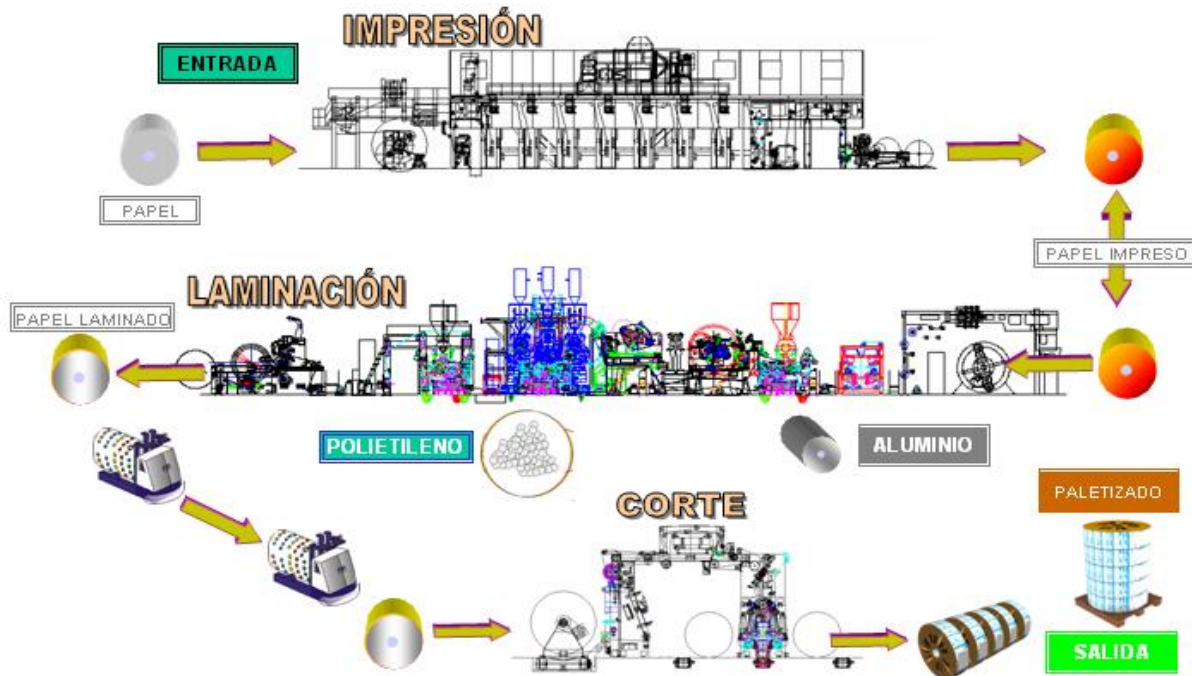 IMPRESIÓN
ENTRADA
PAPEL
PAPEL IMPRESO
LAMINACIÓN
PAPEL LAMINADO
POLIETILENO
ALUMINIO
CORTE
PALETIZADO
SALIDA